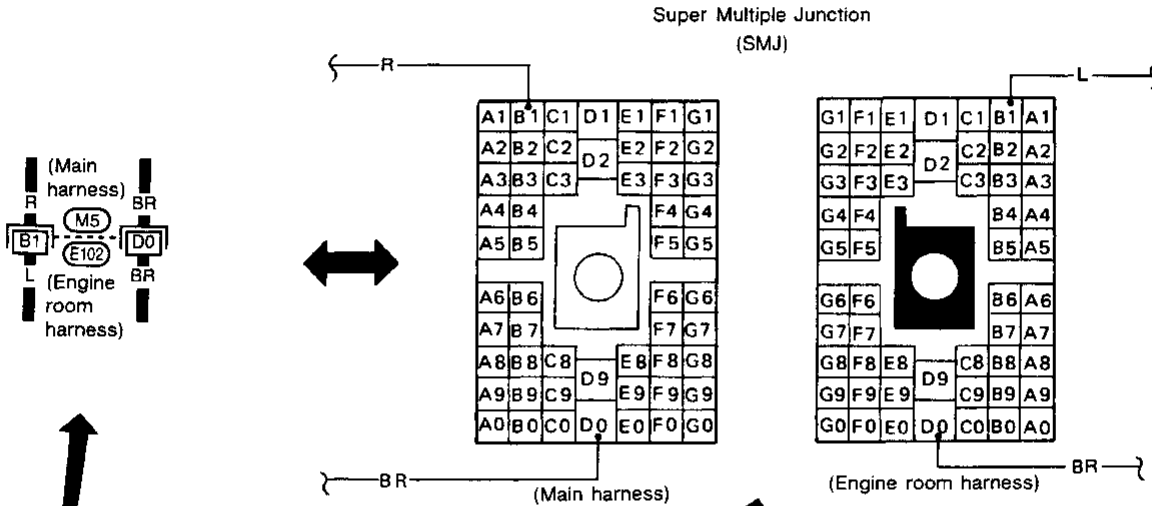 Super Multiple Junction
(SMJ)
R
L
A1 B1 C1 D1 E1 F1 G1
A2 B2 C2 D2 E2 F2 G2
A3 B3 C3 E3 F3 G3
A4 B4 F4 G4
A5 B5 F5 G5
A6 B6 F6 G6
A7 B7 F7 G7
A8 B8 C8 E8 F8 G8
D9
A9 B9 C9 E9 F9 G9
A0 B0 C0 D0 E0 F0 G0
BR
(Main harness)
G1 F1 E1 D1 C1 B1 A1
G2 F2 E2 D2 C2 B2 A2
G3 F3 E3 C3 B3 A3
G4 F4 B4 A4
G5 F5 B5 A5
G6 F6 B6 A6
G7 F7 B7 A7
G8 F8 E8 C8 B8 A8
D9
G9 F9 E9 C9 B9 A9
G0 F0 E0 D0 C0 B0 A0
BR
(Engine room harness)
(Main
harness)
R BR
M5
B1 D0
E102
L BR
(Engine
room
harness)